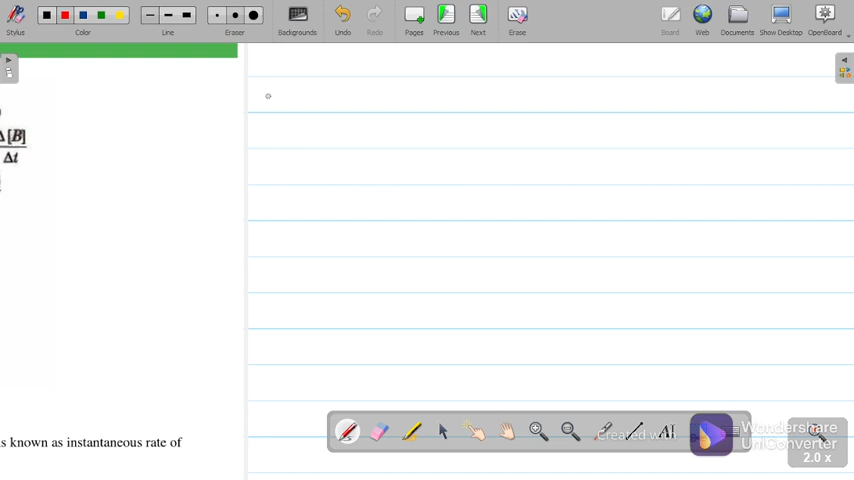 Stylus Color Line Eraser Backgrounds Undo Redo Pages Previous Next Erase Board Web Documents Show Desktop OpenBoard
Δ[B]
Δt
s known as instantaneous rate of
Created with Wondershare
UniConverter
2.0 x